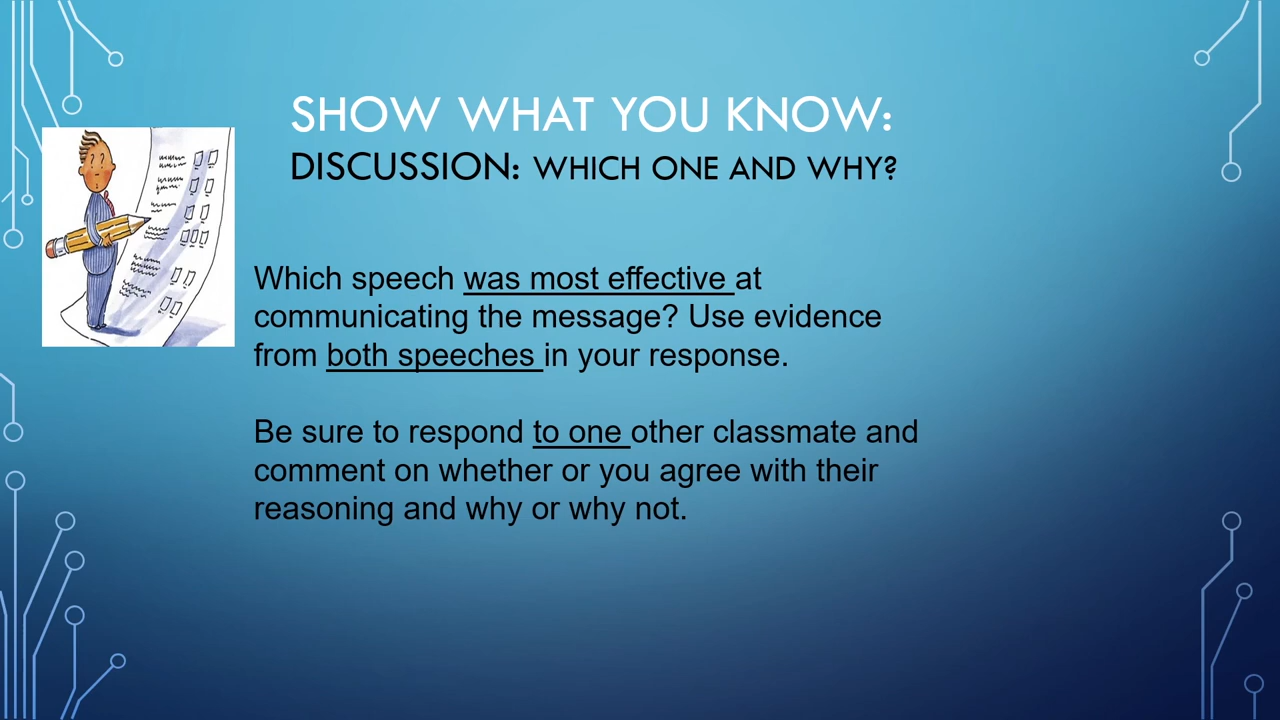 SHOW WHAT YOU KNOW:
DISCUSSION: WHICH ONE AND WHY?
Which speech was most effective at
communicating the message? Use evidence
from both speeches in your response.
Be sure to respond to one other classmate and
comment on whether or you agree with their
reasoning and why or why not.